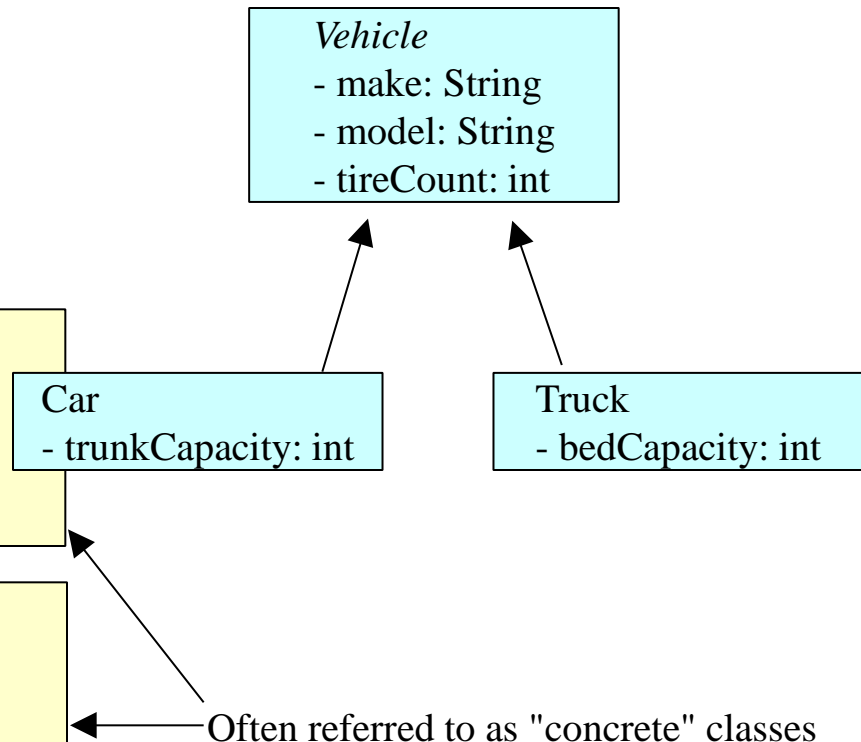 Vehicle
- make: String
- model: String
- tireCount: int
Car
- trunkCapacity: int
Truck
- bedCapacity: int
Often referred to as "concrete" classes